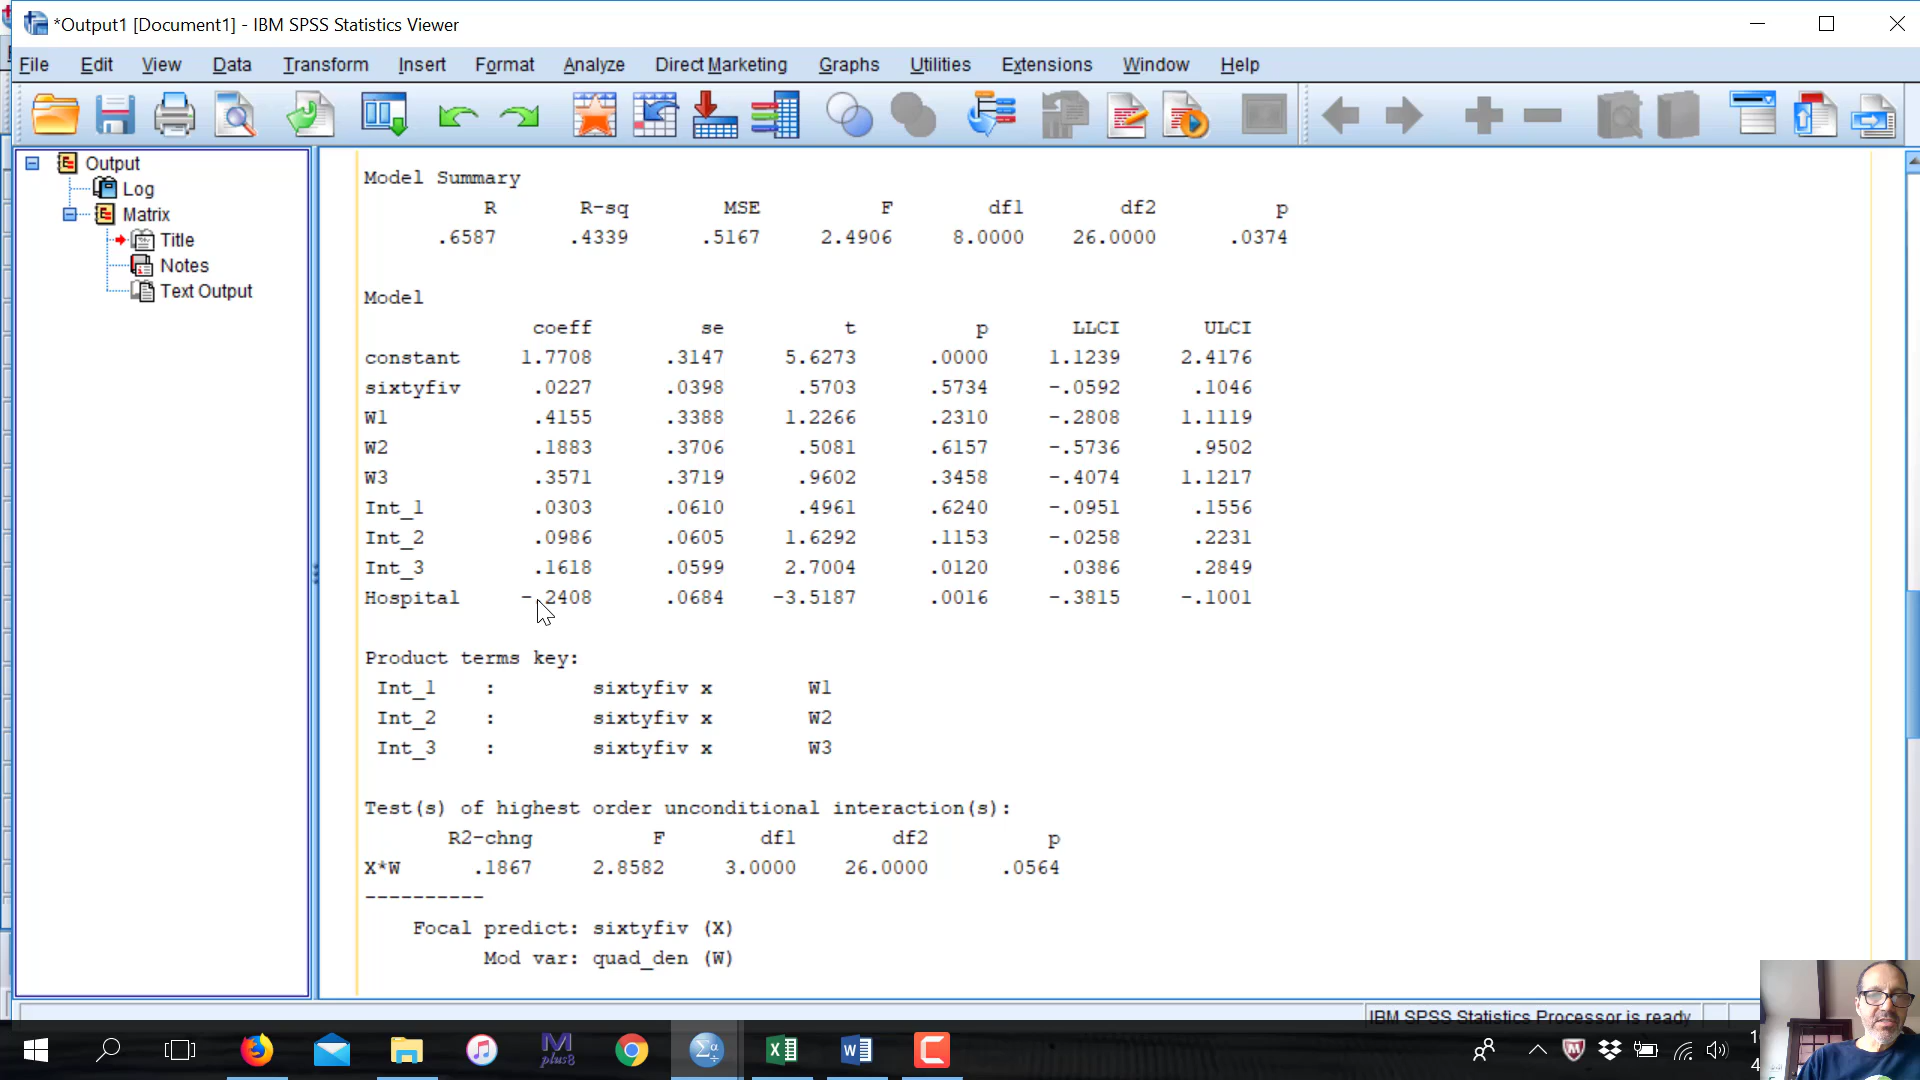 *Output1 [Document1] - IBM SPSS Statistics Viewer
File Edit View Data Transform Insert Format Analyze Direct Marketing Graphs Utilities Extensions Window Help
Output
Log
Matrix
Title
Notes
Text Output
Model Summary
R R-sq MSE F df1 df2 p
.6587 .4339 .5167 2.4906 8.0000 26.0000 .0374
Model
coeff se t p LLCI ULCI
constant 1.7708 .3147 5.6273 .0000 1.1239 2.4176
sixtyfiv .0227 .0398 .5703 .5734 -.0592 .1046
W1 .4155 .3388 1.2266 .2310 -.2808 1.1119
W2 .1883 .3706 .5081 .6157 -.5736 .9502
W3 .3571 .3719 .9602 .3458 -.4074 1.1217
Int_1 .0303 .0610 .4961 .6240 -.0951 .1556
Int_2 .0986 .0605 1.6292 .1153 -.0258 .2231
Int_3 .1618 .0599 2.7004 .0120 .0386 .2849
Hospital -.2408 .0684 -3.5187 .0016 -.3815 -.1001
Product terms key:
Int_1 : sixtyfiv x W1
Int_2 : sixtyfiv x W2
Int_3 : sixtyfiv x W3
Test(s) of highest order unconditional interaction(s):
R2-chng F df1 df2 p
X*W .1867 2.8582 3.0000 26.0000 .0564
----------
Focal predict: sixtyfiv (X)
Mod var: quad_den (W)
IBM SPSS Statistics Processor is ready
Mplus8